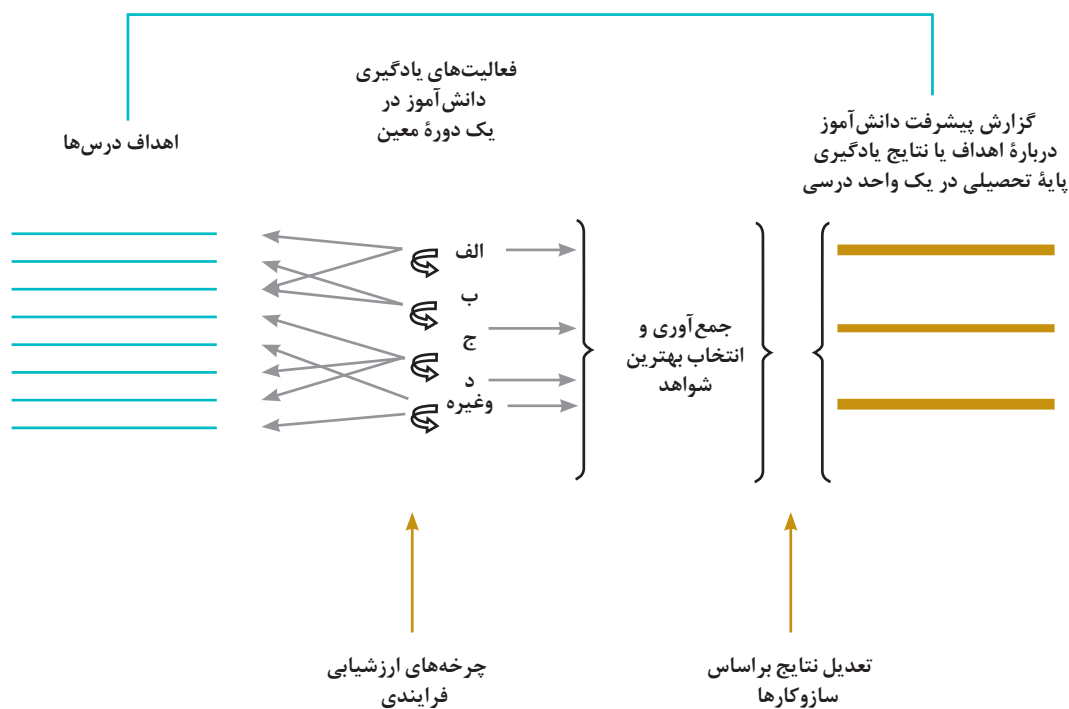 گزارش پیشرفت دانش‌آموز
دربارهٔ اهداف یا نتایج یادگیری
پایهٔ تحصیلی در یک واحد درسی
فعالیت‌های یادگیری
دانش‌آموز در
یک دورهٔ معین
اهداف درس‌ها
الف
ب
ج
د
وغیره
جمع‌آوری و
انتخاب بهترین
شواهد
تعدیل نتایج براساس
سازوکارها
چرخه‌های ارزشیابی
فرایندی